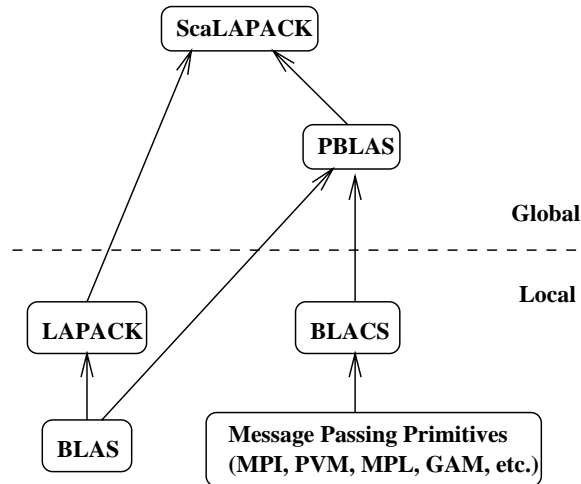 ScaLAPACK
PBLAS
Global
Local
LAPACK
BLACS
BLAS
Message Passing Primitives
(MPI, PVM, MPL, GAM, etc.)